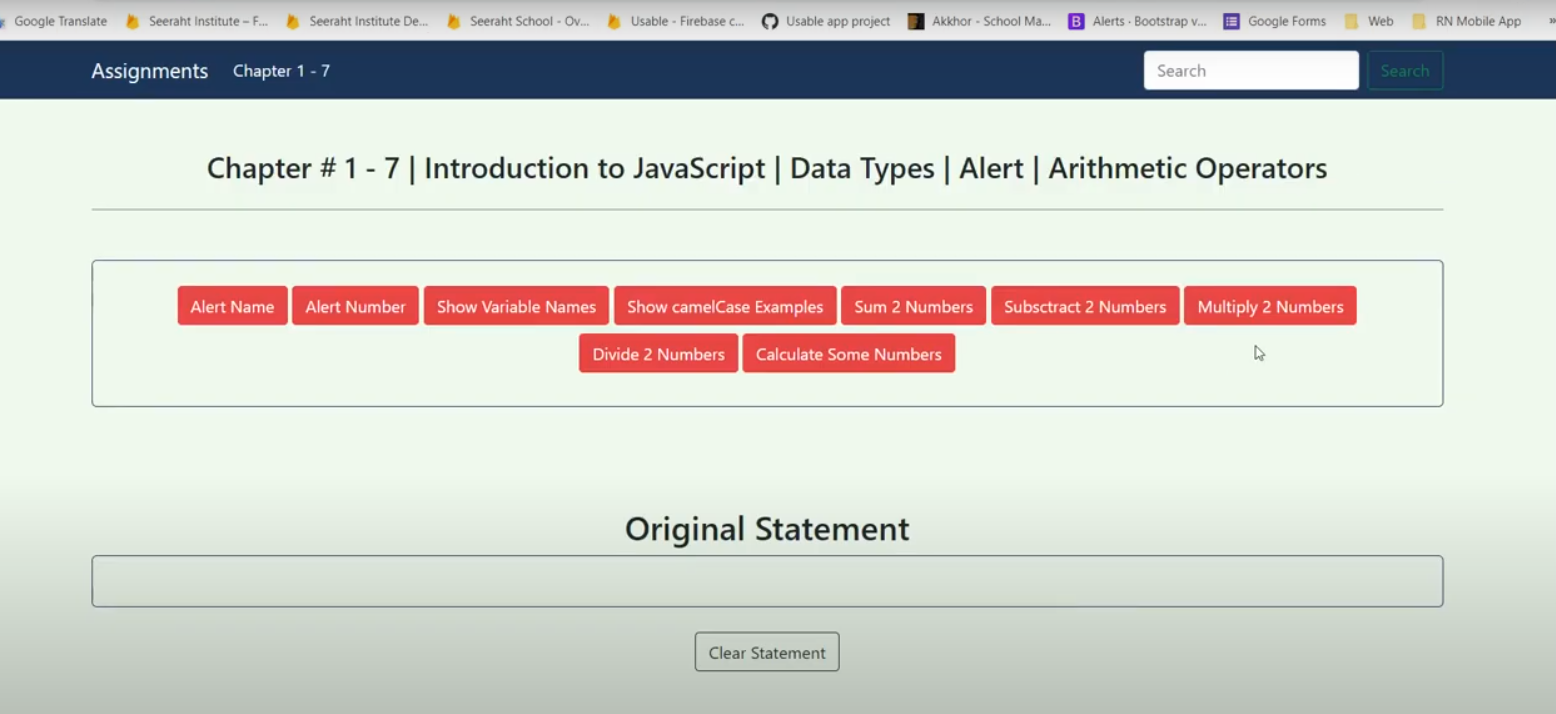 Google Translate Seeraht Institute – F... Seeraht Institute De... Seeraht School - Ov... Usable - Firebase c... Usable app project Akkhor - School Ma... Alerts · Bootstrap v... Google Forms Web RN Mobile App »
Assignments Chapter 1 - 7 Search Search
Chapter # 1 - 7 | Introduction to JavaScript | Data Types | Alert | Arithmetic Operators
Alert Name Alert Number Show Variable Names Show camelCase Examples Sum 2 Numbers Subsctract 2 Numbers Multiply 2 Numbers
Divide 2 Numbers Calculate Some Numbers
Original Statement
Clear Statement